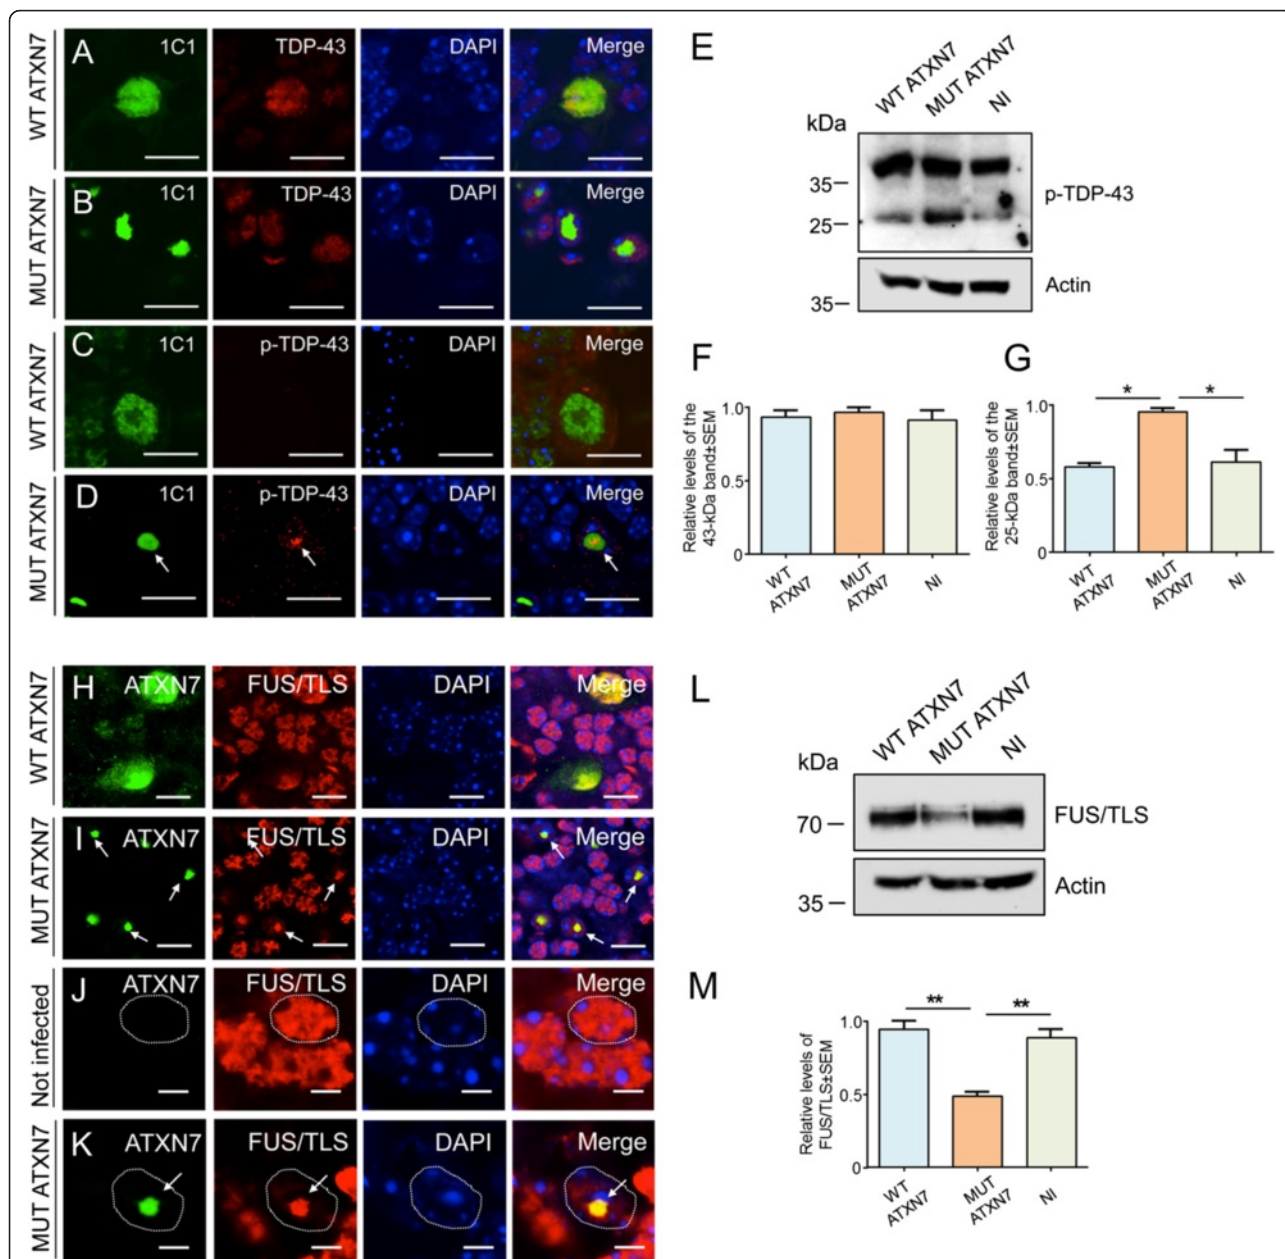 A 1C1 TDP-43 DAPI Merge
WT ATXN7
B 1C1 TDP-43 DAPI Merge
MUT ATXN7
C 1C1 p-TDP-43 DAPI Merge
WT ATXN7
D 1C1 p-TDP-43 DAPI Merge
MUT ATXN7
E
WT ATXN7 MUT ATXN7 NI
kDa
35
25
p-TDP-43
35
Actin
F
Relative levels of the
43-kDa band±SEM
1.0
0.5
0
WT
ATXN7
MUT
ATXN7
NI
G
Relative levels of the
25-kDa band±SEM
1.0
0.5
0
* *
WT
ATXN7
MUT
ATXN7
NI
H ATXN7 FUS/TLS DAPI Merge
WT ATXN7
I ATXN7 FUS/TLS DAPI Merge
MUT ATXN7
J ATXN7 FUS/TLS DAPI Merge
Not infected
K ATXN7 FUS/TLS DAPI Merge
MUT ATXN7
L
WT ATXN7 MUT ATXN7 NI
kDa
70
FUS/TLS
35
Actin
M
Relative levels of
FUS/TLS±SEM
1.0
0.5
0
** **
WT
ATXN7
MUT
ATXN7
NI